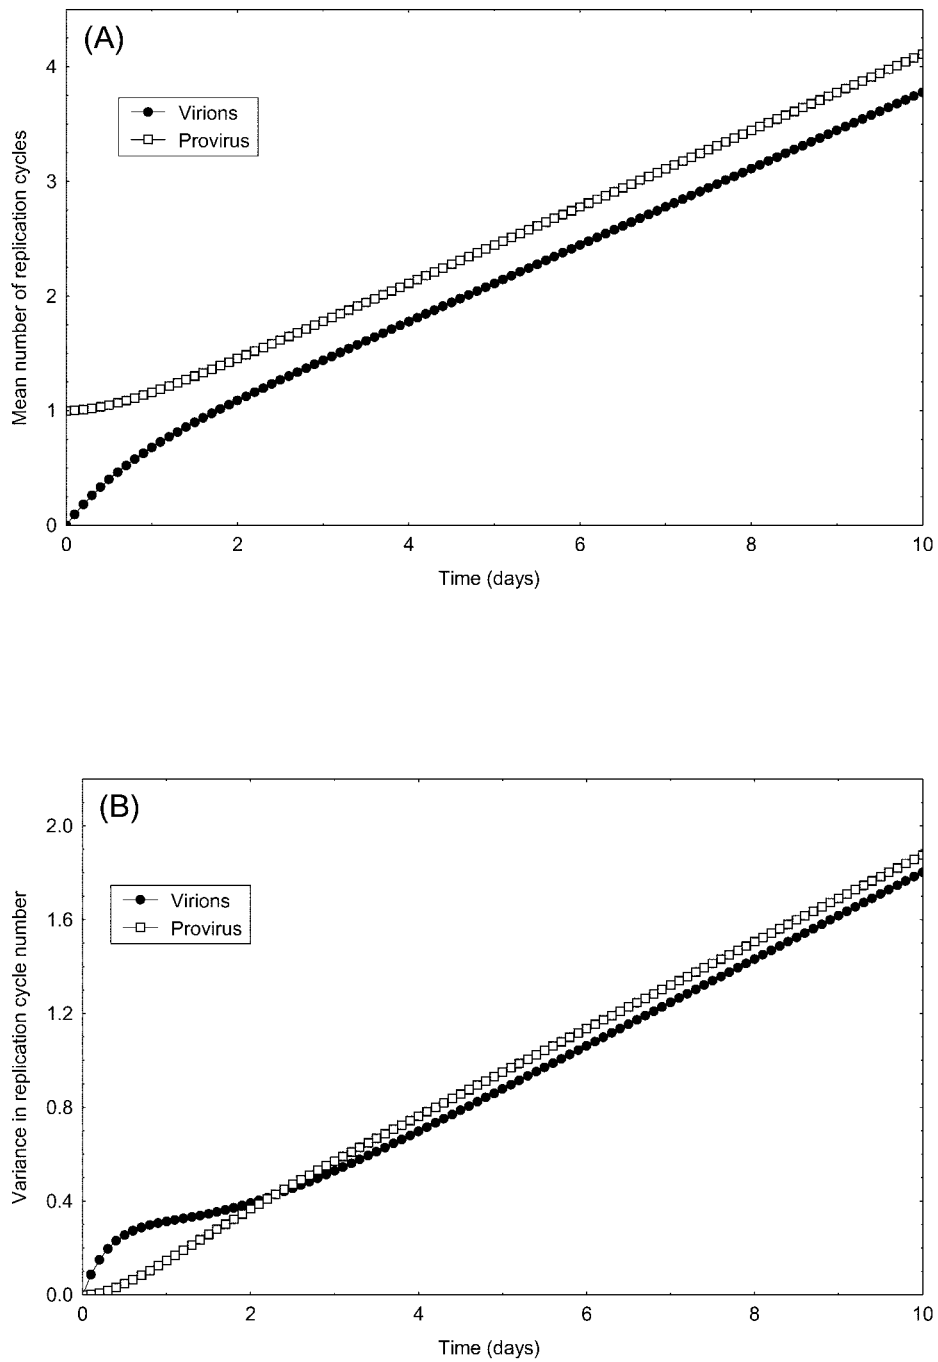 (A)
Mean number of replication cycles
4
3
2
1
0
Virions
Provirus
0 2 4 6 8 10
Time (days)
(B)
Variance in replication cycle number
2.0
1.6
1.2
0.8
0.4
0.0
Virions
Provirus
0 2 4 6 8 10
Time (days)